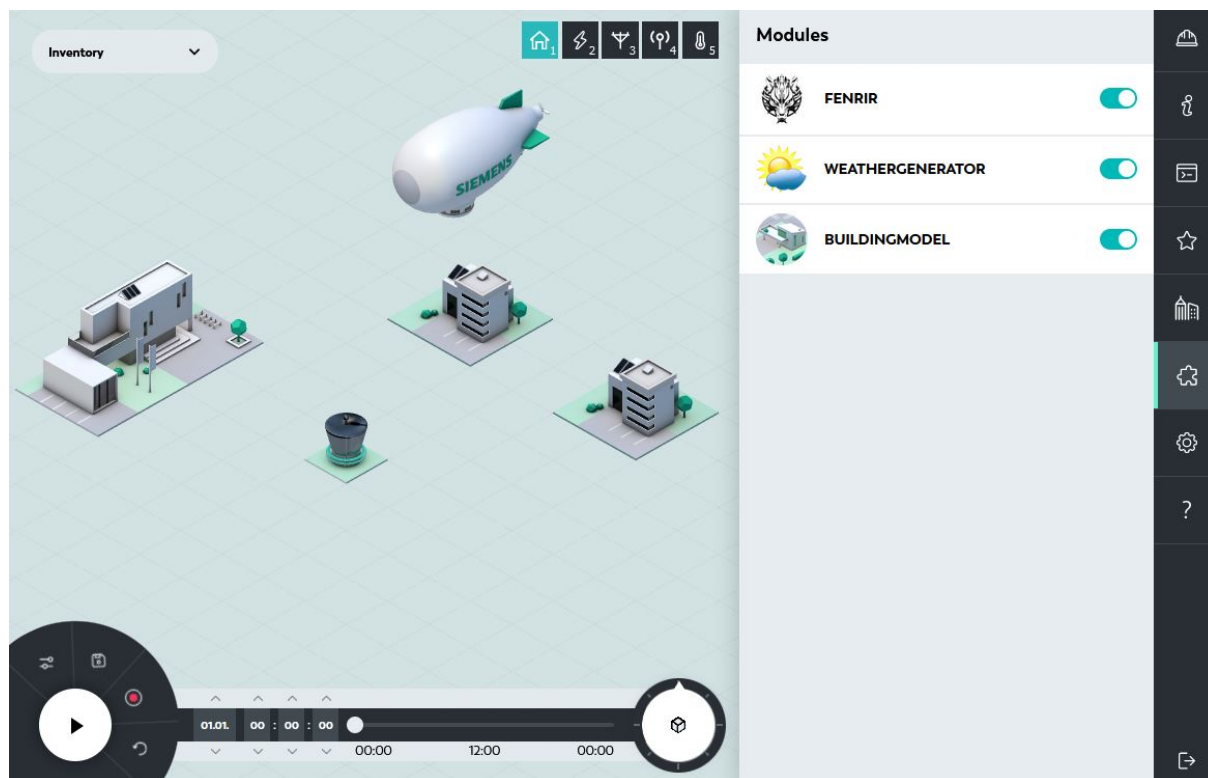 Inventory
1
2
3
4
5
Modules
FENRIR
SIEMENS
WEATHERGENERATOR
BUILDINGMODEL
?
01.01. 00 : 00 : 00
00:00 12:00 00:00